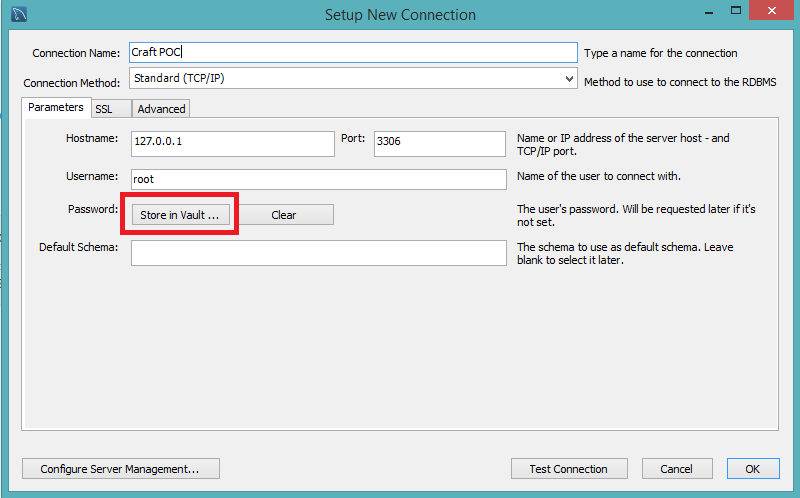 Setup New Connection
Connection Name: Craft POC Type a name for the connection
Connection Method: Standard (TCP/IP) Method to use to connect to the RDBMS
Parameters SSL Advanced
Hostname: 127.0.0.1 Port: 3306 Name or IP address of the server host - and
TCP/IP port.
Username: root Name of the user to connect with.
Password: Store in Vault ... Clear The user's password. Will be requested later if it's
not set.
Default Schema: The schema to use as default schema. Leave
blank to select it later.
Configure Server Management... Test Connection Cancel OK